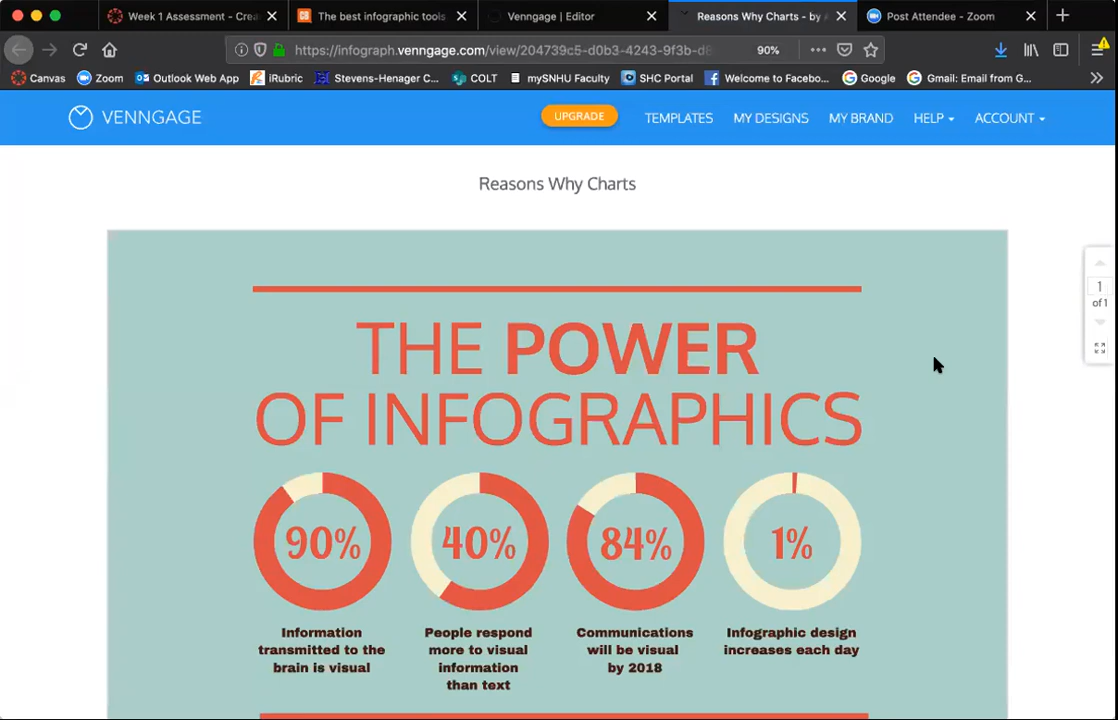 Week 1 Assessment - Crea
The best infographic tools
Venngage | Editor
Reasons Why Charts - by
Post Attendee - Zoom
https://infograph.venngage.com/view/204739c5-d0b3-4243-9f3b-d
90%
Canvas
Zoom
Outlook Web App
iRubric
Stevens-Henager C...
COLT
mySNHU Faculty
SHC Portal
Welcome to Facebo...
Google
Gmail: Email from G...
VENNGAGE
UPGRADE
TEMPLATES
MY DESIGNS
MY BRAND
HELP
ACCOUNT
Reasons Why Charts
1
of 1
THE POWER
OF INFOGRAPHICS
90%
40%
84%
1%
Information
transmitted to the
brain is visual
People respond
more to visual
information
than text
Communications
will be visual
by 2018
Infographic design
increases each day